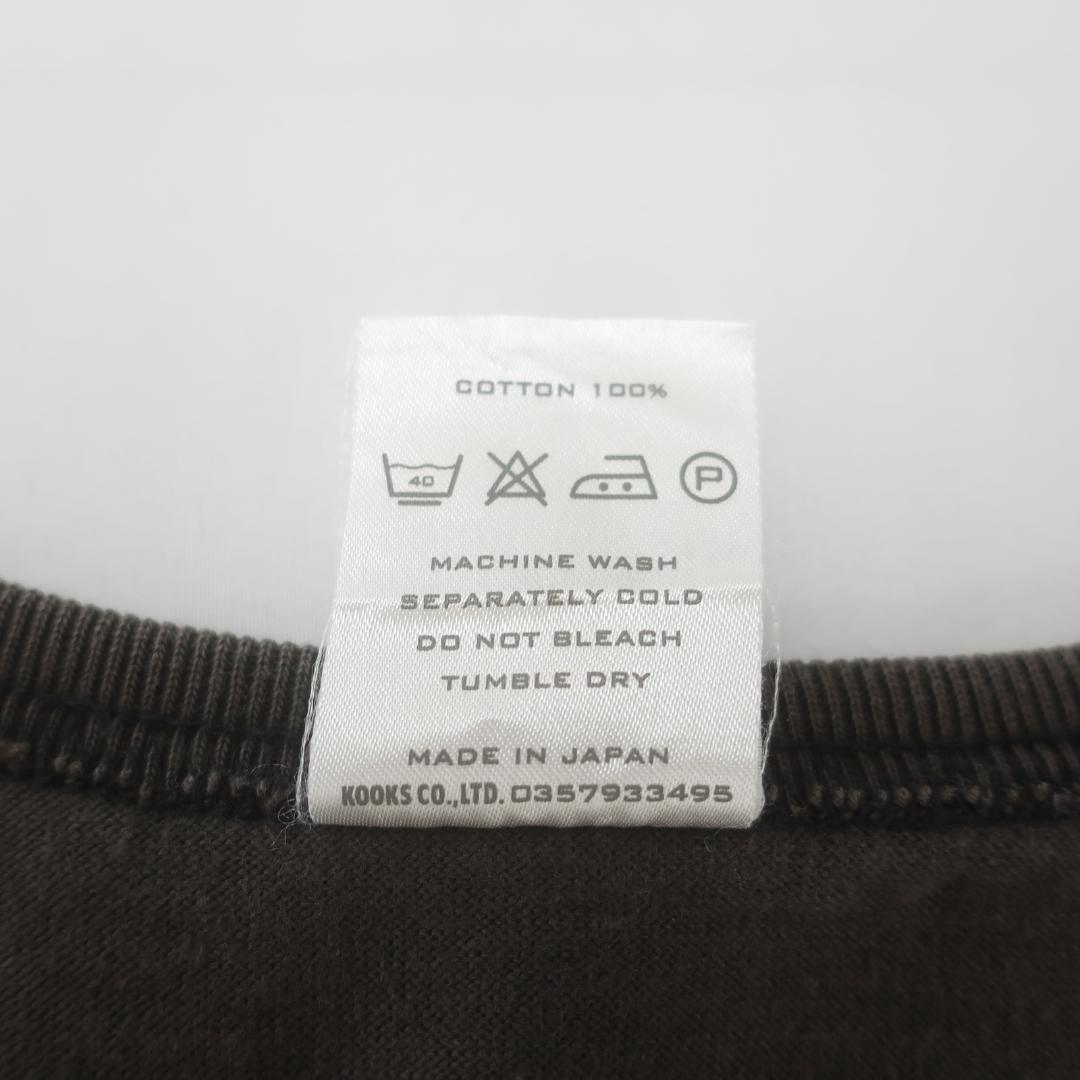 COTTON 100%
40 P
MACHINE WASH
SEPARATELY COLD
DO NOT BLEACH
TUMBLE DRY
MADE IN JAPAN
KOOKS CO.,LTD. 0357933495